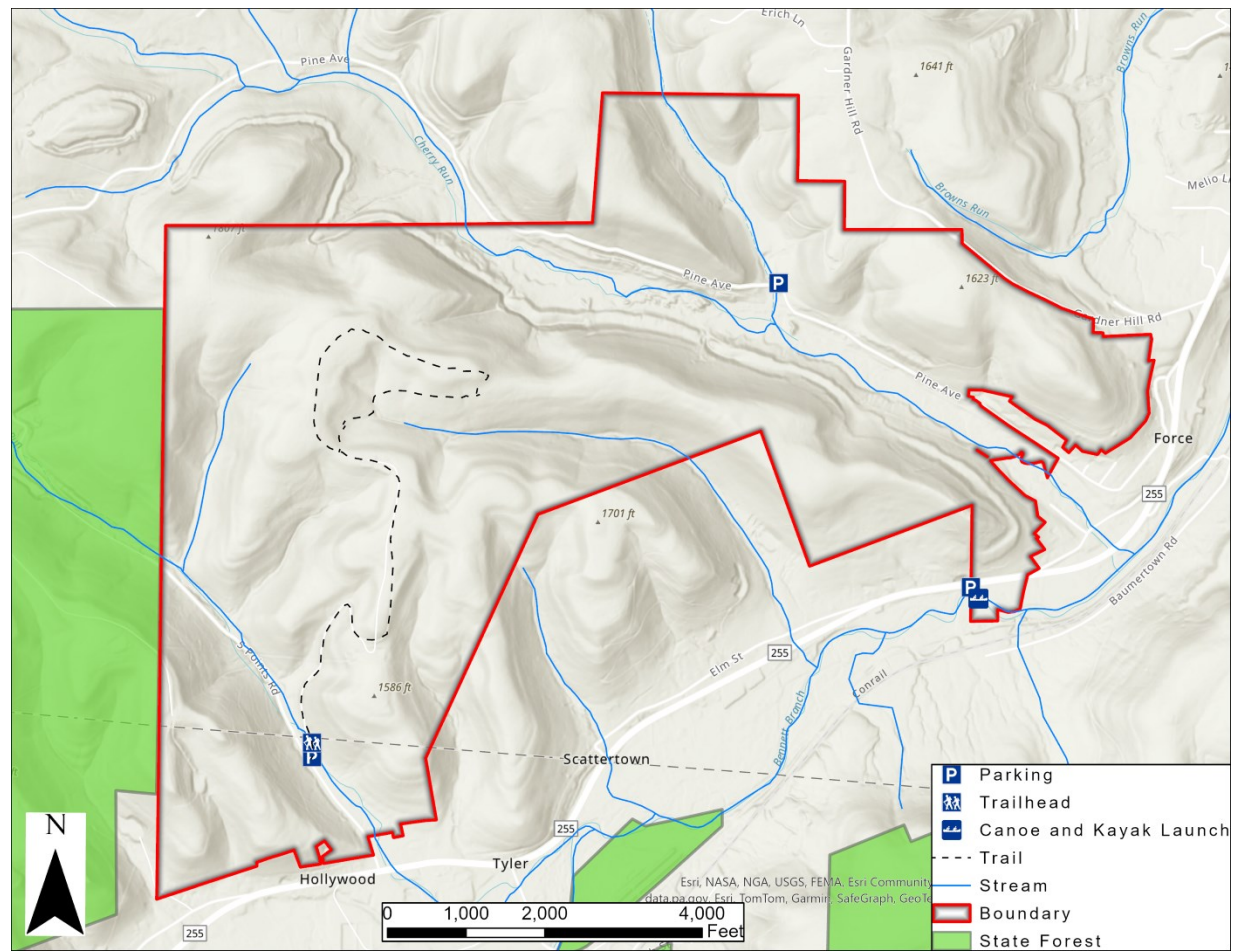 Erich Ln
Pine Ave
Gardner Hill Rd
1641 ft
Browns Run
Cherry Run
Melio L
Browns Run
1807 ft
Pine Ave
P
1623 ft
Gardner Hill Rd
Pine Ave
Force
255
1701 ft
Baumertown Rd
P
S Points Rd
Elm St
255
Conrail
1586 ft
Bennett Branch
P
Scattertown
255
Tyler
Hollywood
255
N
0 1,000 2,000 4,000
Feet
Esri, NASA, NGA, USGS, FEMA, Esri Community
data.pa.gov, Esri, TomTom, Garmin, SafeGraph, GeoTe
P Parking
Trailhead
Canoe and Kayak Launch
Trail
Stream
Boundary
State Forest